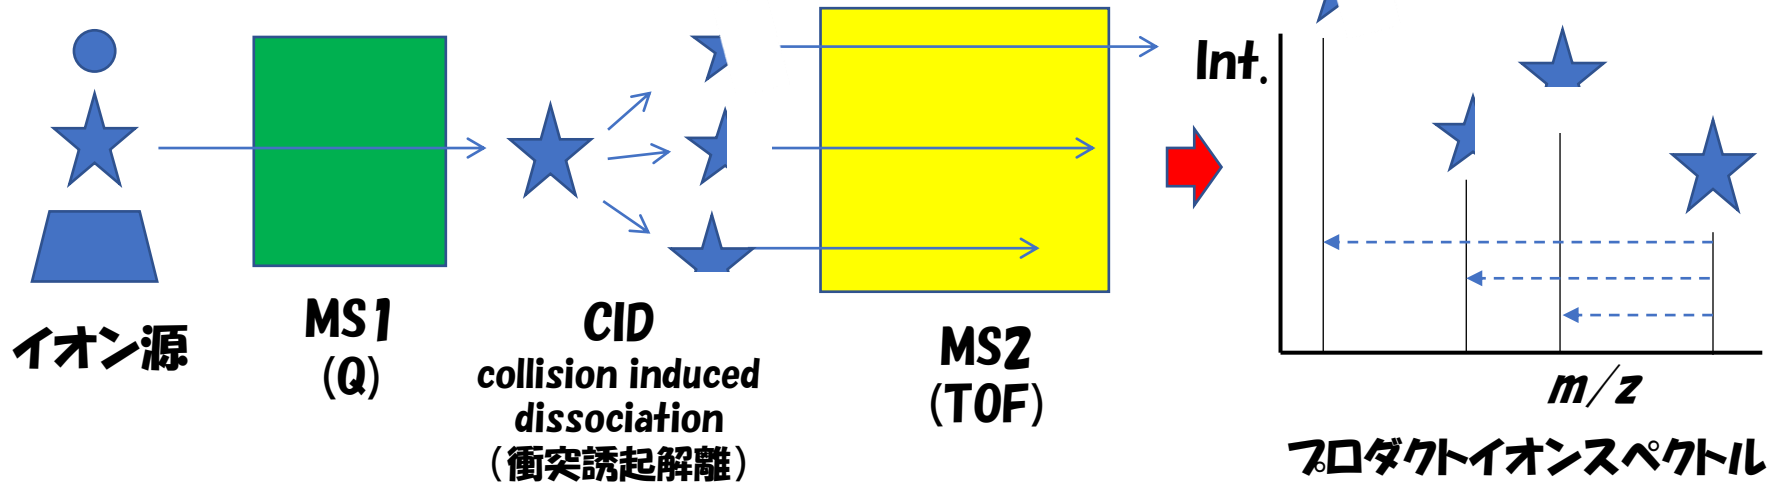 イオン源
MS1
(Q)
CID
collision induced
dissociation
(衝突誘起解離)
MS2
(TOF)
Int.
m/z
プロダクトイオンスペクトル